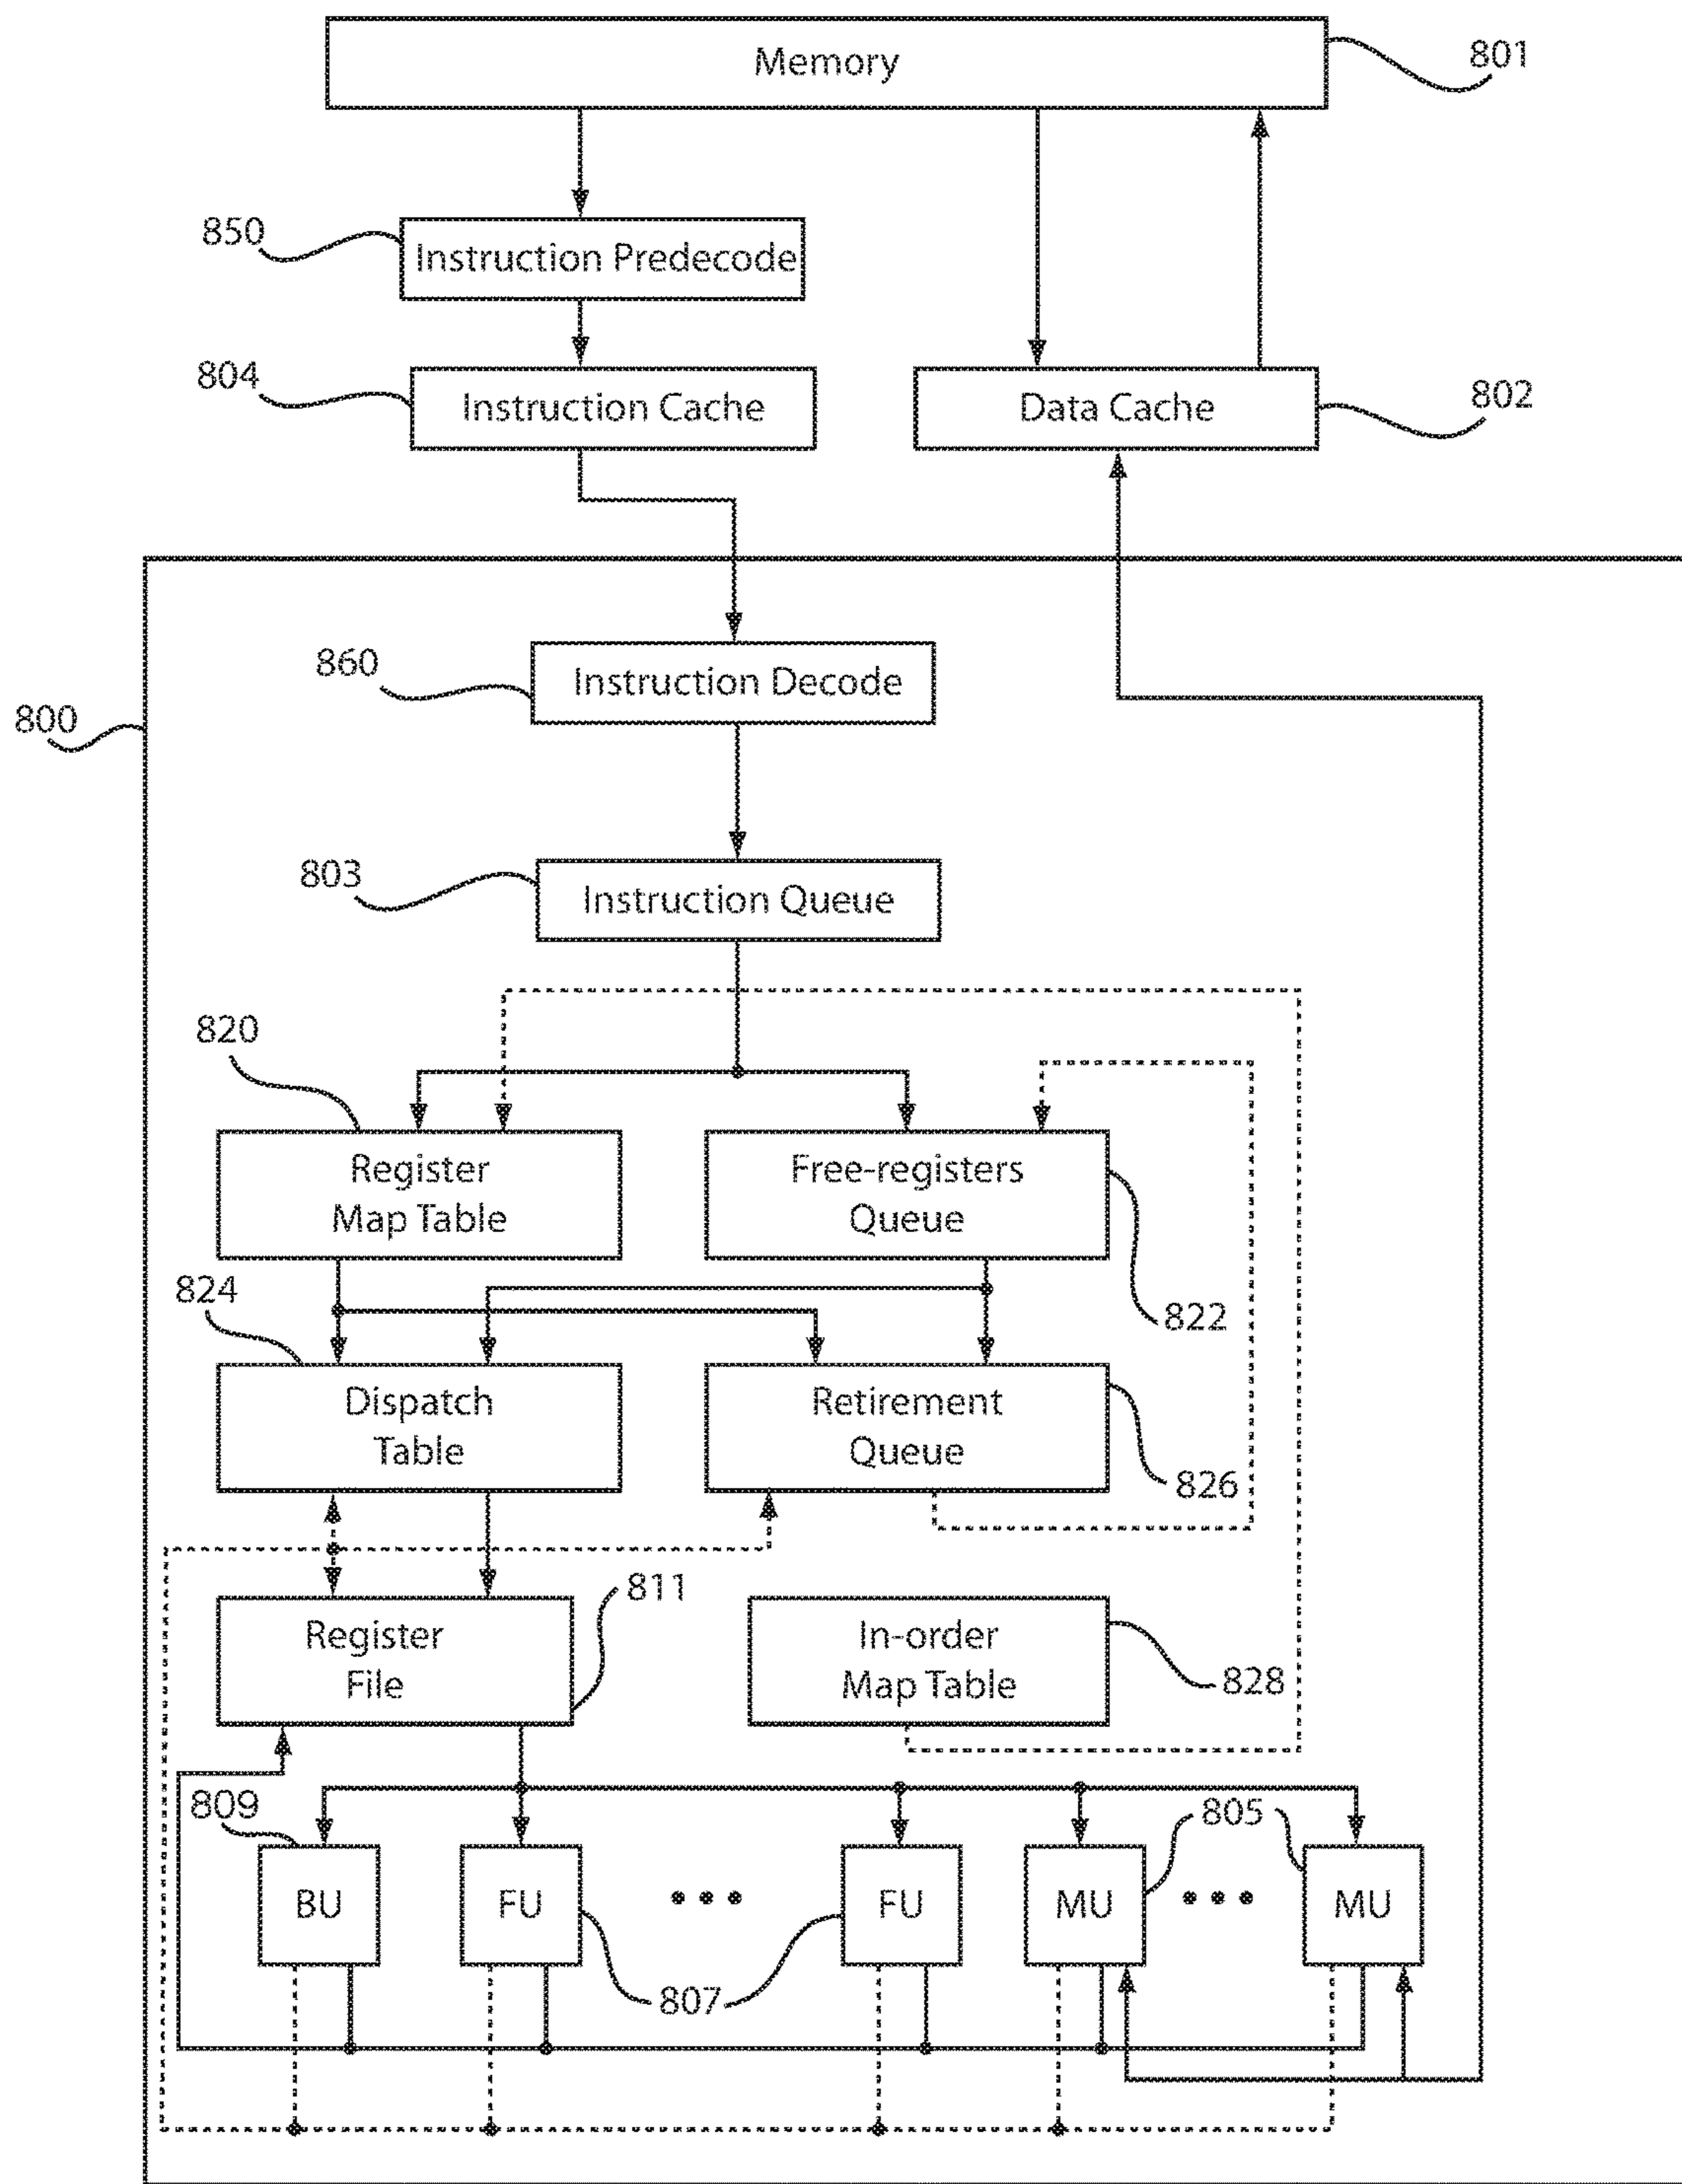 Memory
801
850
Instruction Predecode
804
Instruction Cache
Data Cache
802
860
Instruction Decode
800
803
Instruction Queue
820
Register
Map Table
Free-registers
Queue
822
824
Dispatch
Table
Retirement
Queue
826
811
Register
File
In-order
Map Table
828
809
805
BU
FU
FU
MU
MU
807